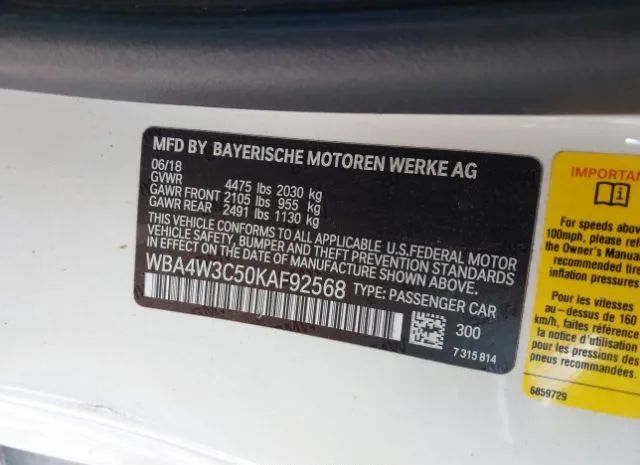 MFD BY BAYERISCHE MOTOREN WERKE AG
06/18
GVWR 4475 lbs 2030 kg
GAWR FRONT 2105 lbs 955 kg
GAWR REAR 2491 lbs 1130 kg
THIS VEHICLE CONFORMS TO ALL APPLICABLE U.S.FEDERAL MOTOR
VEHICLE SAFETY, BUMPER AND THEFT PREVENTION STANDARDS
IN EFFECT ON THE DATE OF MANUFACTURE SHOWN ABOVE.
WBA4W3C50KAF92568 TYPE: PASSENGER CAR
300
7 315 814
IMPORTAN
For speeds above
100mph, please ref
the Owner's Manua
recommended tire
inflation pressures
Pour les vitesses
au-dessus de 160
km/h, faites référence
la notice d'utilisation
pour les pressions des
pneus recommandées.
6859729